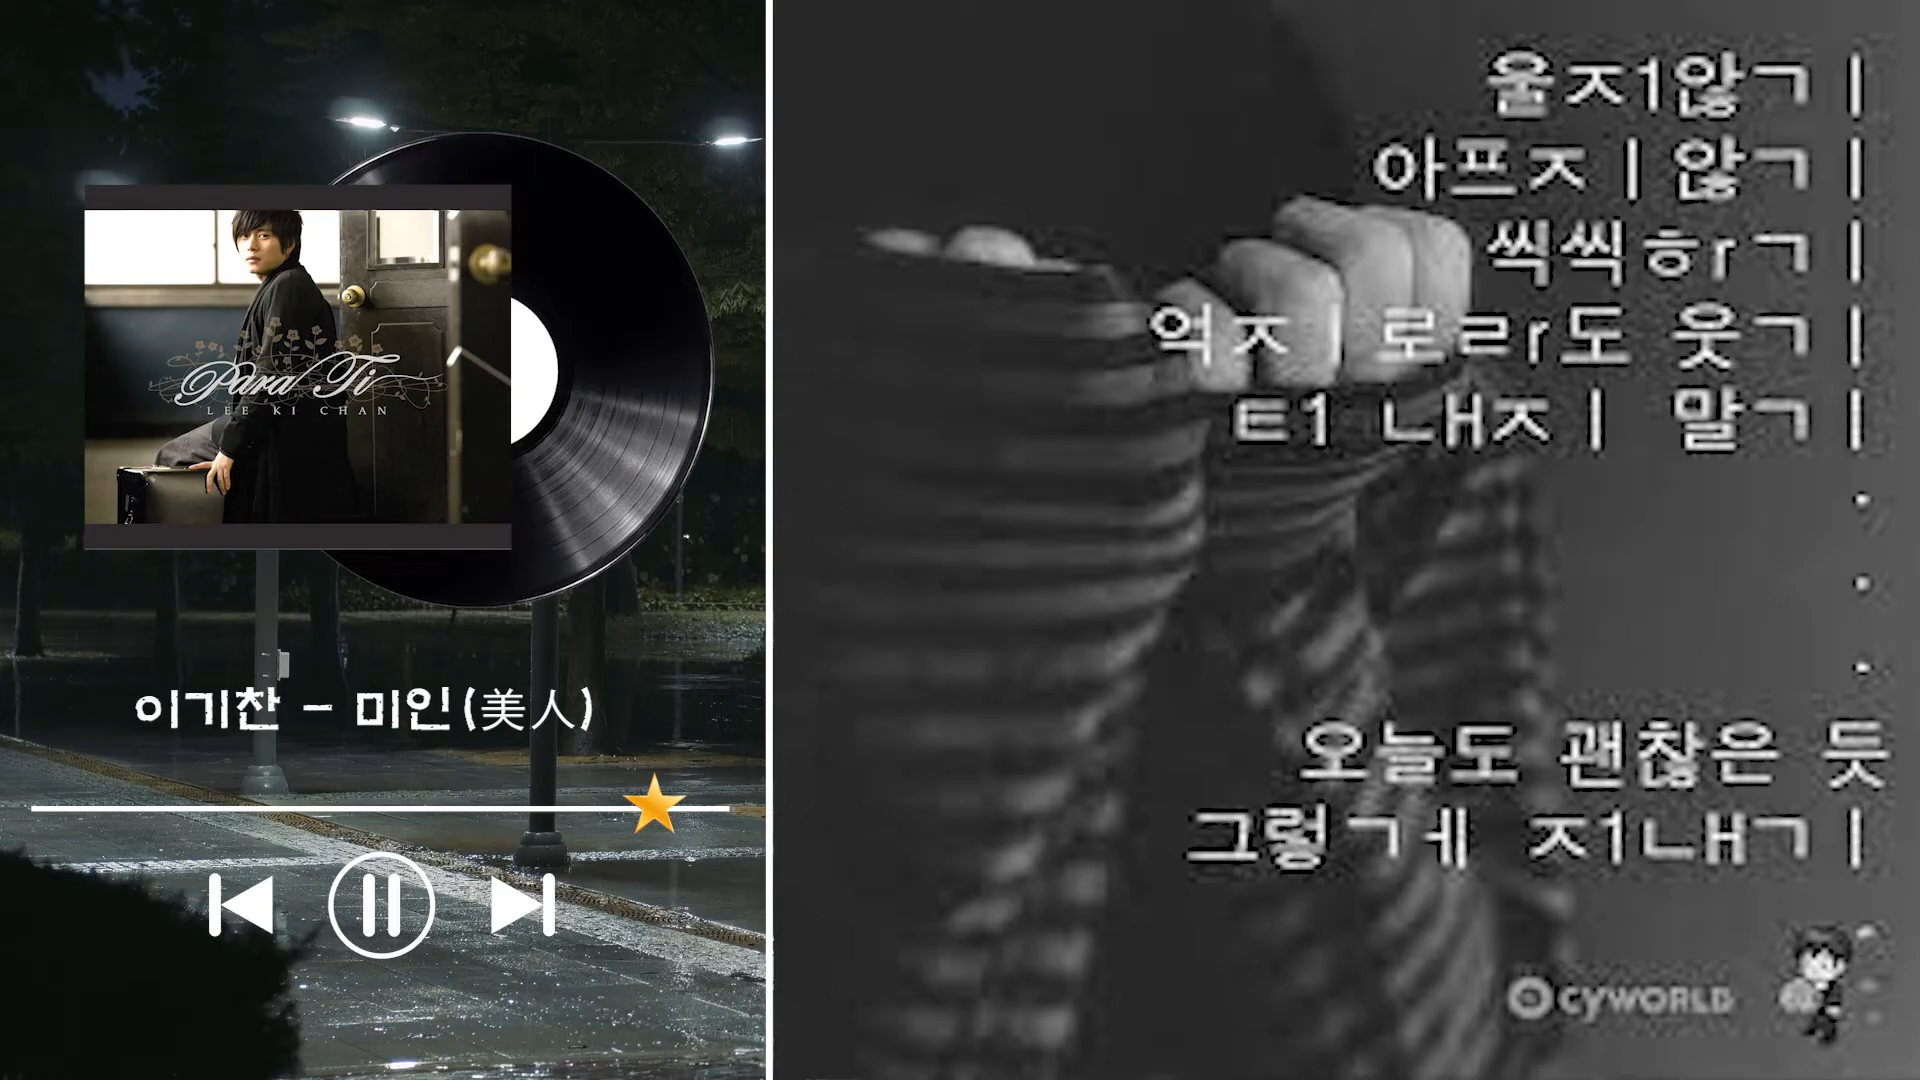 Para Ti
LEE KI CHAN
이기찬 - 미인(美人)
울ㅈ1않ㄱㅣ
아프ㅈㅣ않ㄱㅣ
씩씩ㅎrㄱㅣ
억ㅈㅣ로ㄹr도 웃ㄱㅣ
ㅌ1 ㄴHㅈㅣ 말ㄱㅣ
.
.
.
오늘도 괜찮은 듯
그렇ㄱㅔ ㅈ1ㄴHㄱㅣ
CYWORLD